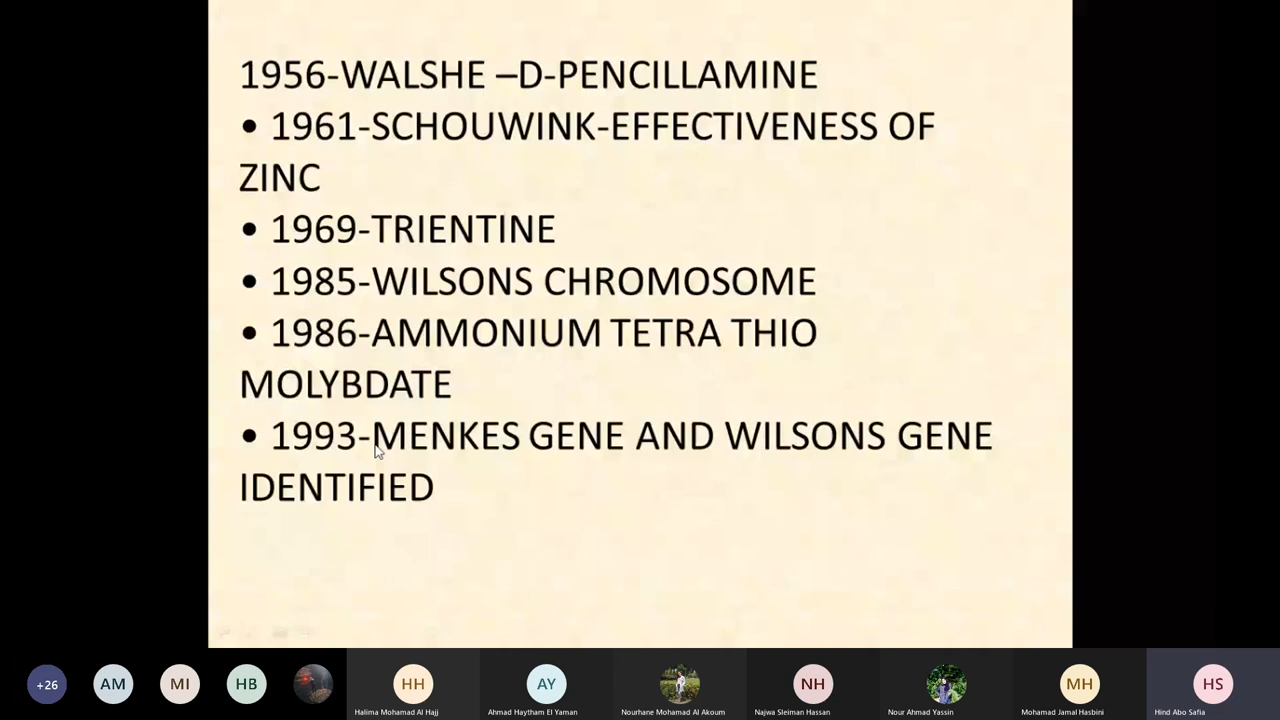 1956-WALSHE –D-PENCILLAMINE
• 1961-SCHOUWINK-EFFECTIVENESS OF
ZINC
• 1969-TRIENTINE
• 1985-WILSONS CHROMOSOME
• 1986-AMMONIUM TETRA THIO
MOLYBDATE
• 1993-MENKES GENE AND WILSONS GENE
IDENTIFIED
+26 AM MI HB HH AY NH MH HS
Halima Mohamad Al Hajj Ahmad Haytham El Yaman Nourhane Mohamad Al Akoum Najwa Sleiman Hassan Nour Ahmad Yassin Mohamad Jamal Hasbini Hind Abo Safia